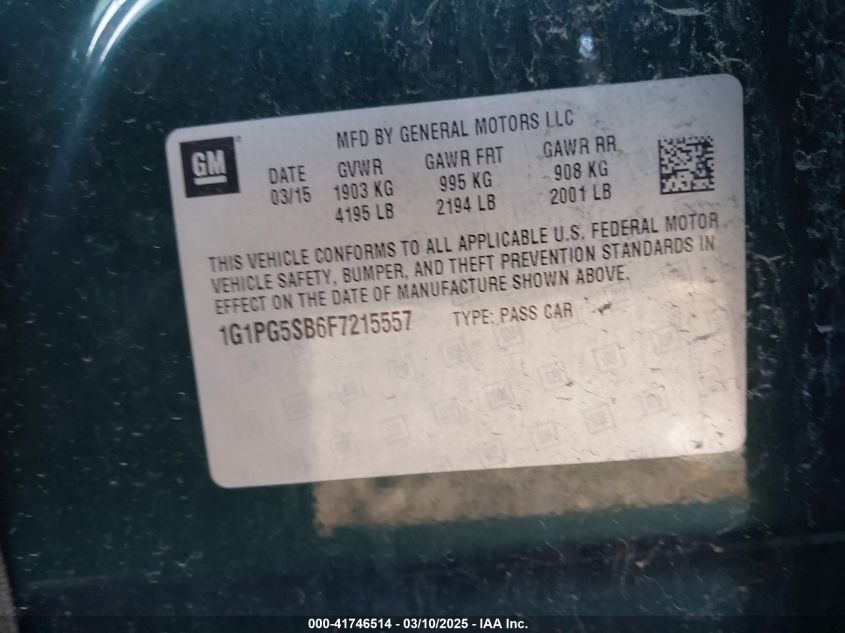 MFD BY GENERAL MOTORS LLC
GM®
DATE GVWR GAWR FRT GAWR RR
03/15 1903 KG 995 KG 908 KG
4195 LB 2194 LB 2001 LB
THIS VEHICLE CONFORMS TO ALL APPLICABLE U.S. FEDERAL MOTOR
VEHICLE SAFETY, BUMPER, AND THEFT PREVENTION STANDARDS IN
EFFECT ON THE DATE OF MANUFACTURE SHOWN ABOVE.
1G1PG5SB6F7215557 TYPE: PASS CAR
000-41746514 / 03/10/2025 - IAA Inc.